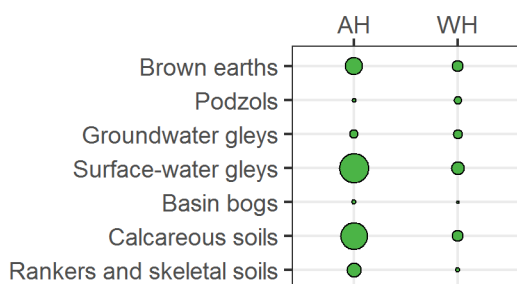 AH WH
Brown earths
Podzols
Groundwater gleys
Surface-water gleys
Basin bogs
Calcareous soils
Rankers and skeletal soils